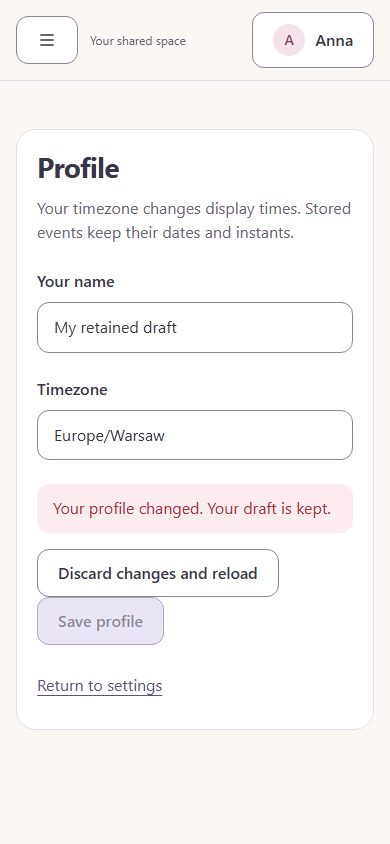 Your shared space
A
Anna
Profile
Your timezone changes display times. Stored
events keep their dates and instants.
Your name
My retained draft
Timezone
Europe/Warsaw
Your profile changed. Your draft is kept.
Discard changes and reload
Save profile
Return to settings